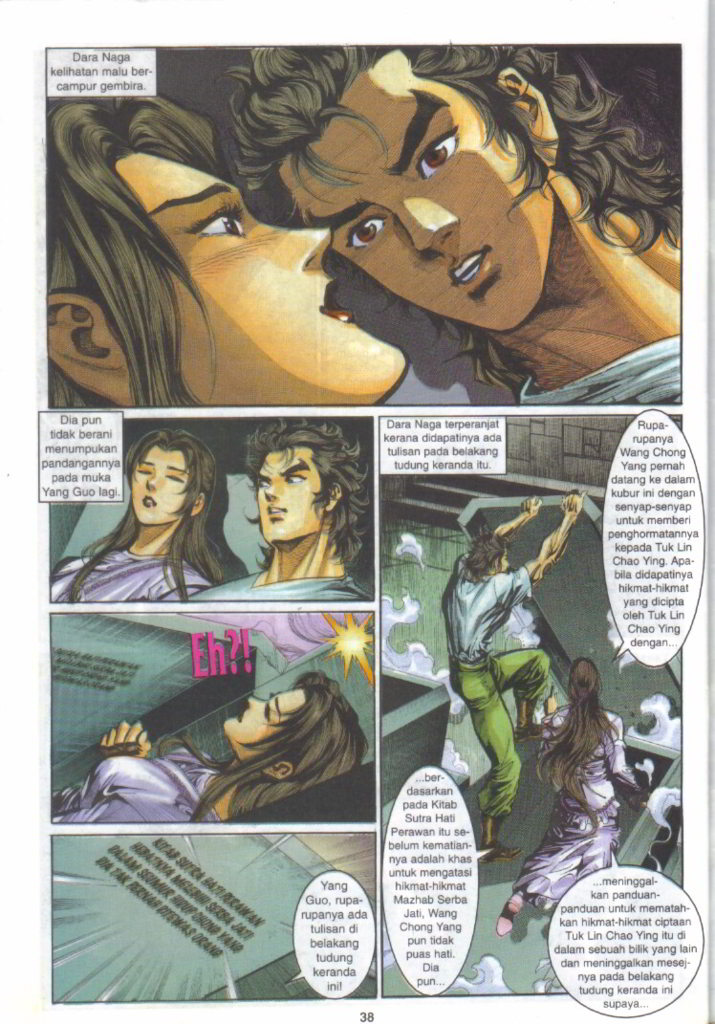 Dara Naga
kelihatan malu ber-
campur gembira.
Dia pun
tidak berani
menumpukan
pandangannya
pada muka
Yang Guo lagi.
Eh?!
Yang
Guo, rupa-
rupanya ada
tulisan di
belakang
tudung
keranda
ini!
Dara Naga terperanjat
kerana didapatinya ada
tulisan pada belakang
tudung keranda itu.
Rupa-
rupanya
Wang Chong
Yang pernah
datang ke dalam
kubur ini dengan
senyap-senyap
untuk memberi
penghormatannya
kepada Tuk Lin
Chao Ying. Apa-
bila didapatinya
hikmat-hikmat
yang dicipta
oleh Tuk Lin
Chao Ying
dengan...
...ber-
dasarkan
pada Kitab
Sutra Hati
Perawan itu se-
belum kematian-
nya adalah khas
untuk mengatasi
hikmat-hikmat
Mazhab Serba
Jati, Wang
Chong Yang
pun tidak
puas hati.
Dia
pun...
...meninggal-
kan panduan-
panduan untuk mematah-
kan hikmat-hikmat ciptaan
Tuk Lin Chao Ying itu di
dalam sebuah bilik yang lain
dan meninggalkan mesej-
nya pada belakang
tudung keranda ini
supaya...
38